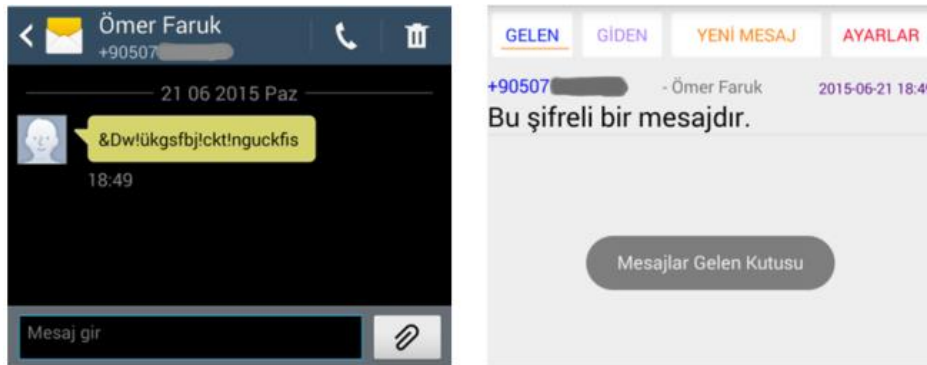 Ömer Faruk
+90507
21 06 2015 Paz
&Dw!ükgsfbj!ckt!nguckfis
18:49
Mesaj gir
GELEN GİDEN YENİ MESAJ AYARLAR
+90507 - Ömer Faruk 2015-06-21 18:49
Bu şifreli bir mesajdır.
Mesajlar Gelen Kutusu